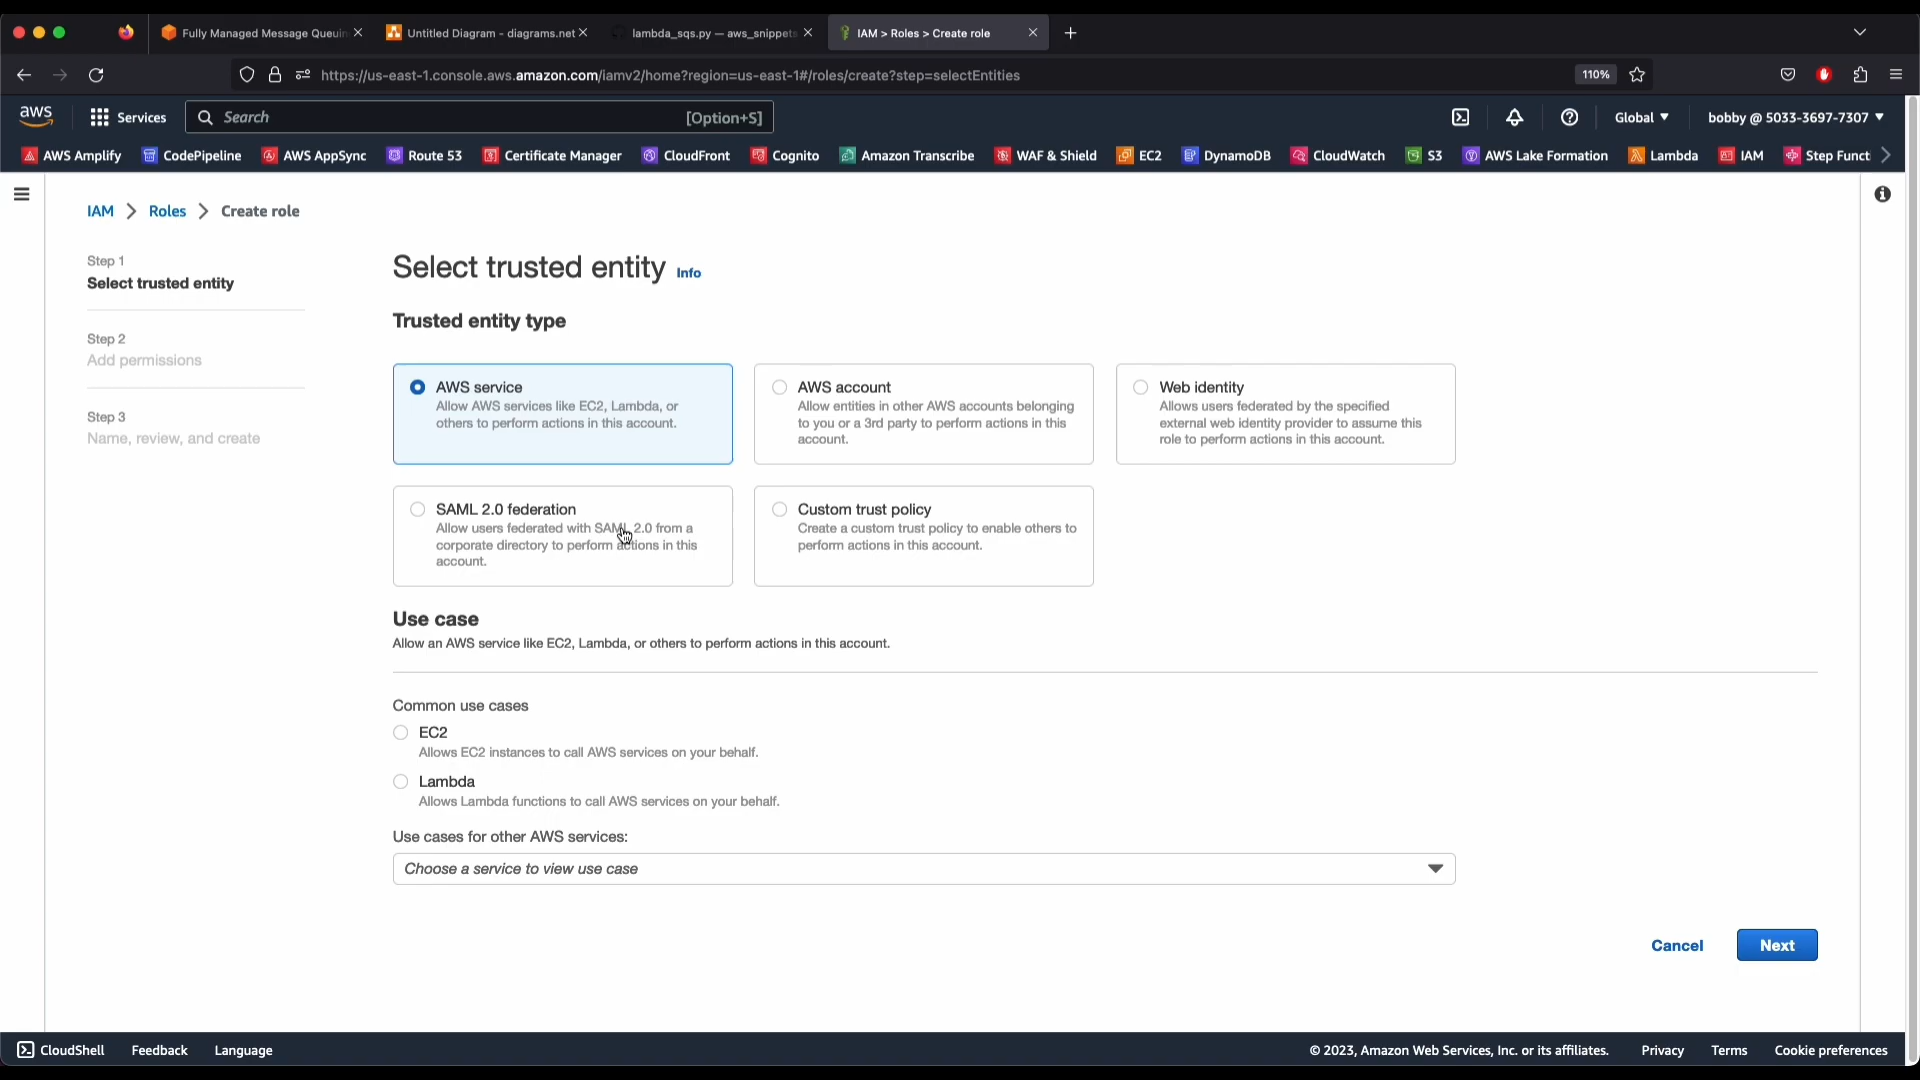 Fully Managed Message Queuin
Untitled Diagram - diagrams.net
lambda_sqs.py — aws_snippets
IAM > Roles > Create role
https://us-east-1.console.aws.amazon.com/iamv2/home?region=us-east-1#/roles/create?step=selectEntities
110%
aws
Services
Search
[Option+S]
Global
bobby @ 5033-3697-7307
AWS Amplify
CodePipeline
AWS AppSync
Route 53
Certificate Manager
CloudFront
Cognito
Amazon Transcribe
WAF & Shield
EC2
DynamoDB
CloudWatch
S3
AWS Lake Formation
Lambda
IAM
Step Funct
IAM > Roles > Create role
Step 1
Select trusted entity
Step 2
Add permissions
Step 3
Name, review, and create
Select trusted entity Info
Trusted entity type
AWS service
Allow AWS services like EC2, Lambda, or
others to perform actions in this account.
AWS account
Allow entities in other AWS accounts belonging
to you or a 3rd party to perform actions in this
account.
Web identity
Allows users federated by the specified
external web identity provider to assume this
role to perform actions in this account.
SAML 2.0 federation
Allow users federated with SAML 2.0 from a
corporate directory to perform actions in this
account.
Custom trust policy
Create a custom trust policy to enable others to
perform actions in this account.
Use case
Allow an AWS service like EC2, Lambda, or others to perform actions in this account.
Common use cases
EC2
Allows EC2 instances to call AWS services on your behalf.
Lambda
Allows Lambda functions to call AWS services on your behalf.
Use cases for other AWS services:
Choose a service to view use case
Cancel
Next
CloudShell
Feedback
Language
© 2023, Amazon Web Services, Inc. or its affiliates.
Privacy
Terms
Cookie preferences